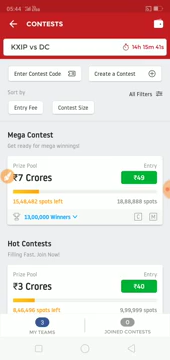 05:44
CONTESTS
KXIP vs DC 14h 15m 41s
Enter Contest Code Create a Contest
Sort by All Filters
Entry Fee Contest Size
Mega Contest
Get ready for mega winnings!
Prize Pool Entry
₹7 Crores ₹49
15,48,482 spots left 18,88,888 spots
13,00,000 Winners C M
Hot Contests
Filling Fast, Join Now!
Prize Pool Entry
₹3 Crores ₹40
8,46,496 spots left 9,99,999 spots
3 0
MY TEAMS JOINED CONTESTS